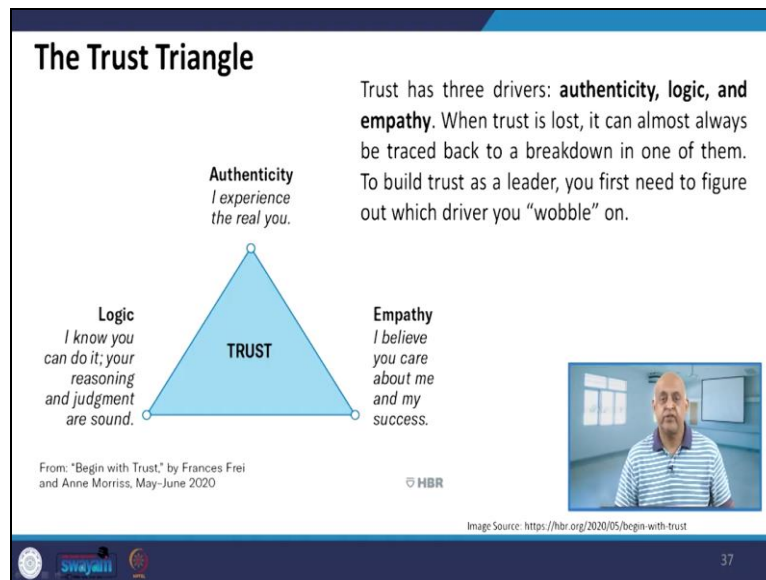 The Trust Triangle
Trust has three drivers: authenticity, logic, and
empathy. When trust is lost, it can almost always
be traced back to a breakdown in one of them.
To build trust as a leader, you first need to figure
out which driver you “wobble” on.
Authenticity
I experience
the real you.
Logic
I know you
can do it; your
reasoning
and judgment
are sound.
TRUST
Empathy
I believe
you care
about me
and my
success.
From: “Begin with Trust,” by Frances Frei
and Anne Morriss, May–June 2020
HBR
Image Source: https://hbr.org/2020/05/begin-with-trust
swayam
37